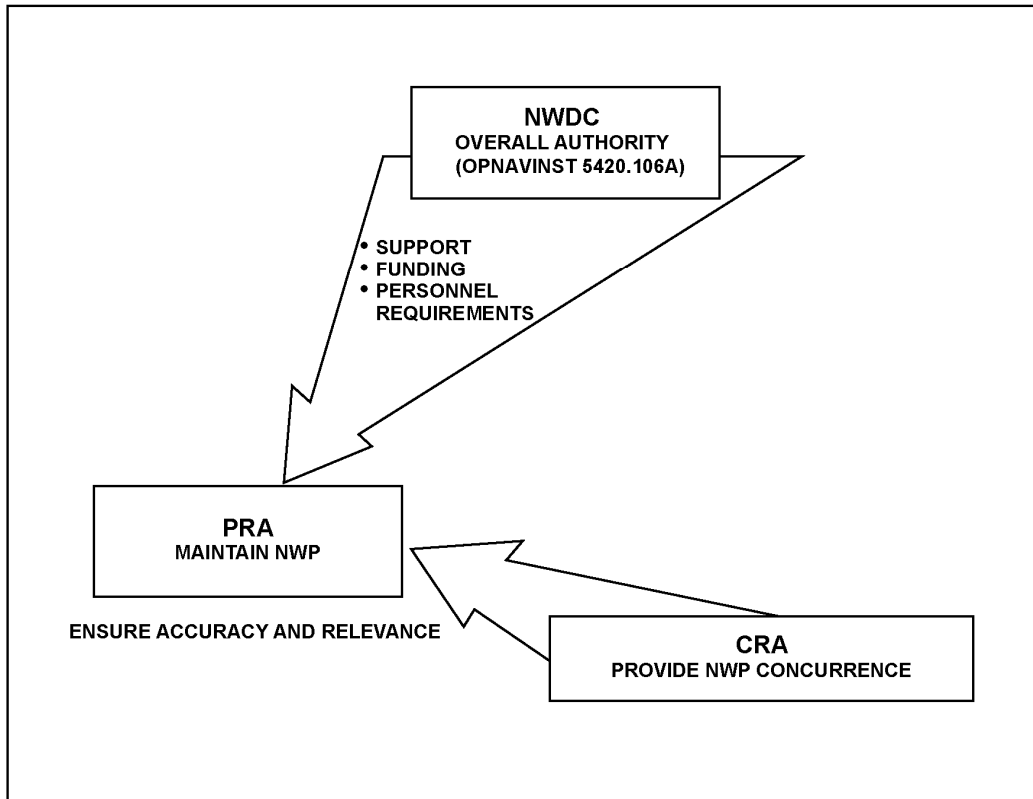 NWDC
OVERALL AUTHORITY
(OPNAVINST 5420.106A)
• SUPPORT
• FUNDING
• PERSONNEL
REQUIREMENTS
PRA
MAINTAIN NWP
ENSURE ACCURACY AND RELEVANCE
CRA
PROVIDE NWP CONCURRENCE